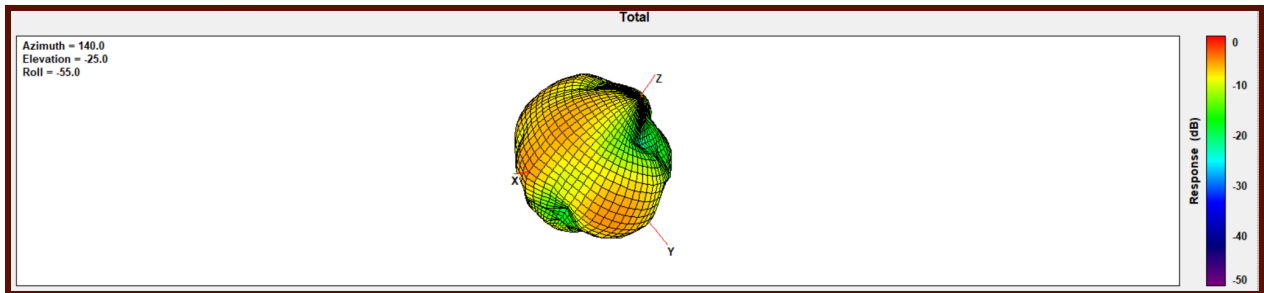 Total
Azimuth = 140.0
Elevation = -25.0
Roll = -55.0
Z
X
Y
Response (dB)
0
-10
-20
-30
-40
-50